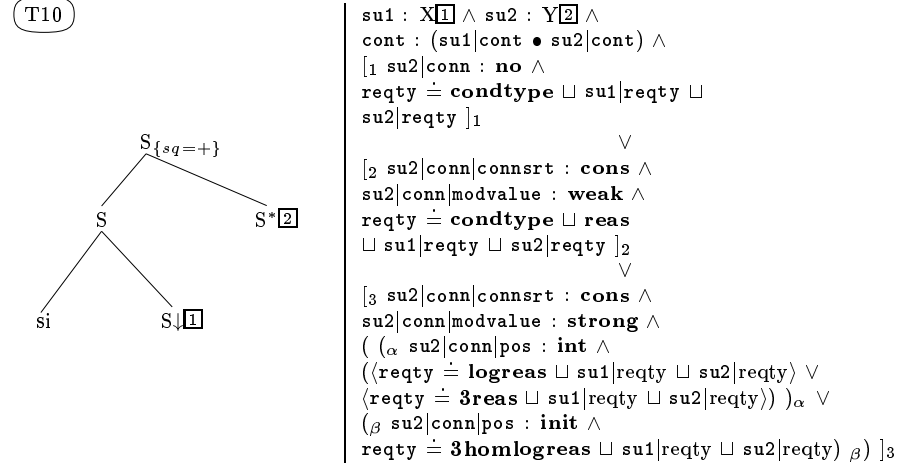 T10
S{sq=+}
S
S*2
si
S↓1
su1 : X1 ∧ su2 : Y2 ∧
cont : (su1|cont • su2|cont) ∧
[1 su2|conn : no ∧
reqty ≐ condtype ⊔ su1|reqty ⊔
su2|reqty ]1
∨
[2 su2|conn|connsrt : cons ∧
su2|conn|modvalue : weak ∧
reqty ≐ condtype ⊔ reas
⊔ su1|reqty ⊔ su2|reqty ]2
∨
[3 su2|conn|connsrt : cons ∧
su2|conn|modvalue : strong ∧
( (α su2|conn|pos : int ∧
(⟨reqty ≐ logreas ⊔ su1|reqty ⊔ su2|reqty⟩ ∨
⟨reqty ≐ 3reas ⊔ su1|reqty ⊔ su2|reqty⟩) )α ∨
(β su2|conn|pos : init ∧
reqty ≐ 3homlogreas ⊔ su1|reqty ⊔ su2|reqty) β) ]3